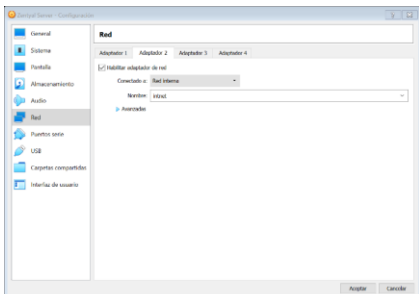 Server - Configuración
General
Red
Sistema
Adaptador 1 Adaptador 2 Adaptador 3 Adaptador 4
Pantalla
Habilitar adaptador de red
Almacenamiento
Conectado a: Red interna
Audio
Nombre: intnet
Red
Avanzadas
Puertos serie
USB
Carpetas compartidas
Interfaz de usuario
Aceptar Cancelar